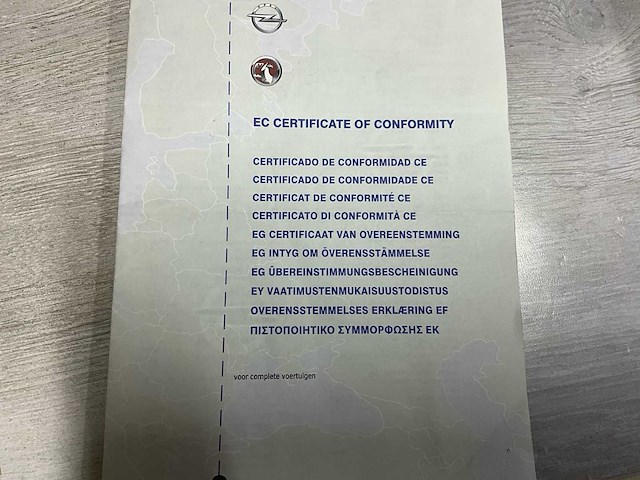 EC CERTIFICATE OF CONFORMITY
CERTIFICADO DE CONFORMIDAD CE
CERTIFICADO DE CONFORMIDADE CE
CERTIFICAT DE CONFORMITÉ CE
CERTIFICATO DI CONFORMITÀ CE
EG CERTIFICAAT VAN OVEREENSTEMMING
EG INTYG OM ÖVERENSSTÄMMELSE
EG ÜBEREINSTIMMUNGSBESCHEINIGUNG
EY VAATIMUSTENMUKAISUUSTODISTUS
OVERENSSTEMMELSES ERKLÆRING EF
ΠΙΣΤΟΠΟΙΗΤΙΚΟ ΣΥΜΜΟΡΦΩΣΗΣ ΕΚ
voor complete voertuigen